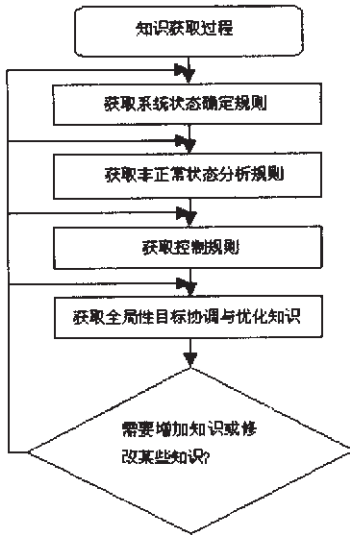 知识获取过程
获取系统状态确定规则
获取非正常状态分析规则
获取控制规则
获取全局性目标协调与优化知识
需要增加知识或修
改某些知识?